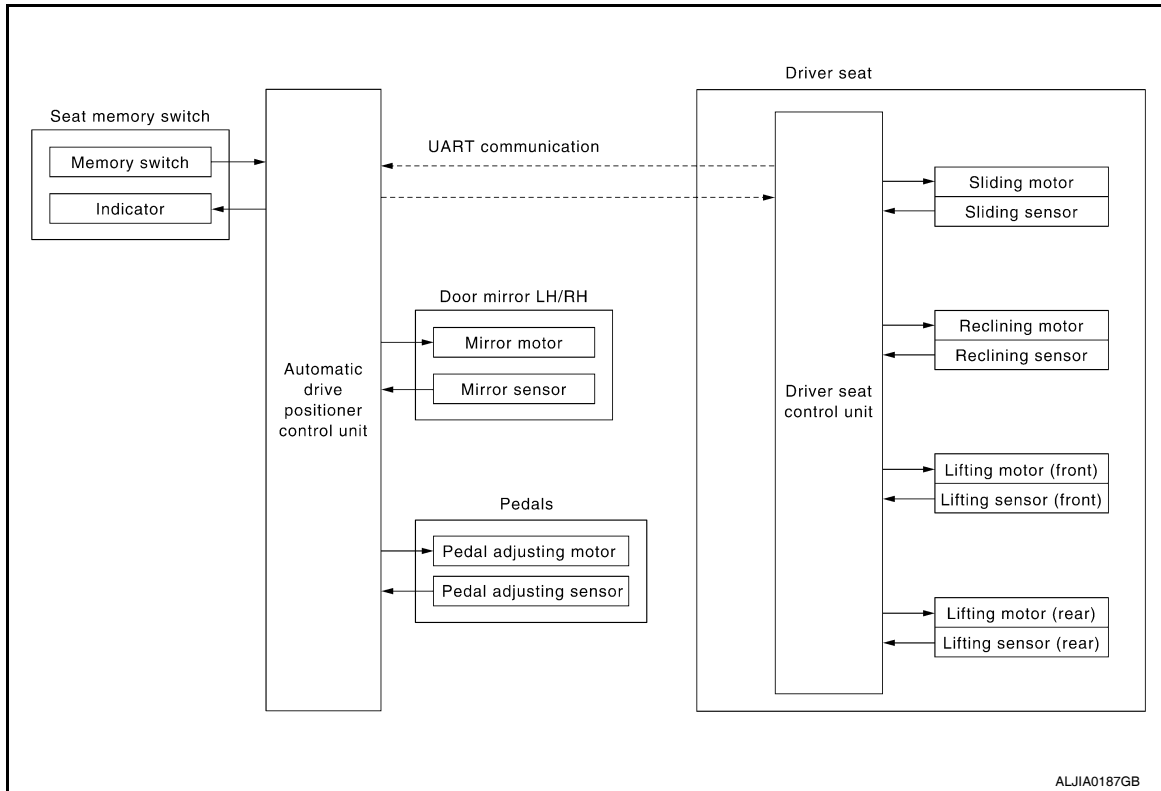 Driver seat
Seat memory switch
Memory switch
Indicator
UART communication
Sliding motor
Sliding sensor
Door mirror LH/RH
Mirror motor
Mirror sensor
Reclining motor
Reclining sensor
Automatic
drive
positioner
control unit
Driver seat
control unit
Lifting motor (front)
Lifting sensor (front)
Pedals
Pedal adjusting motor
Pedal adjusting sensor
Lifting motor (rear)
Lifting sensor (rear)
ALJIA0187GB